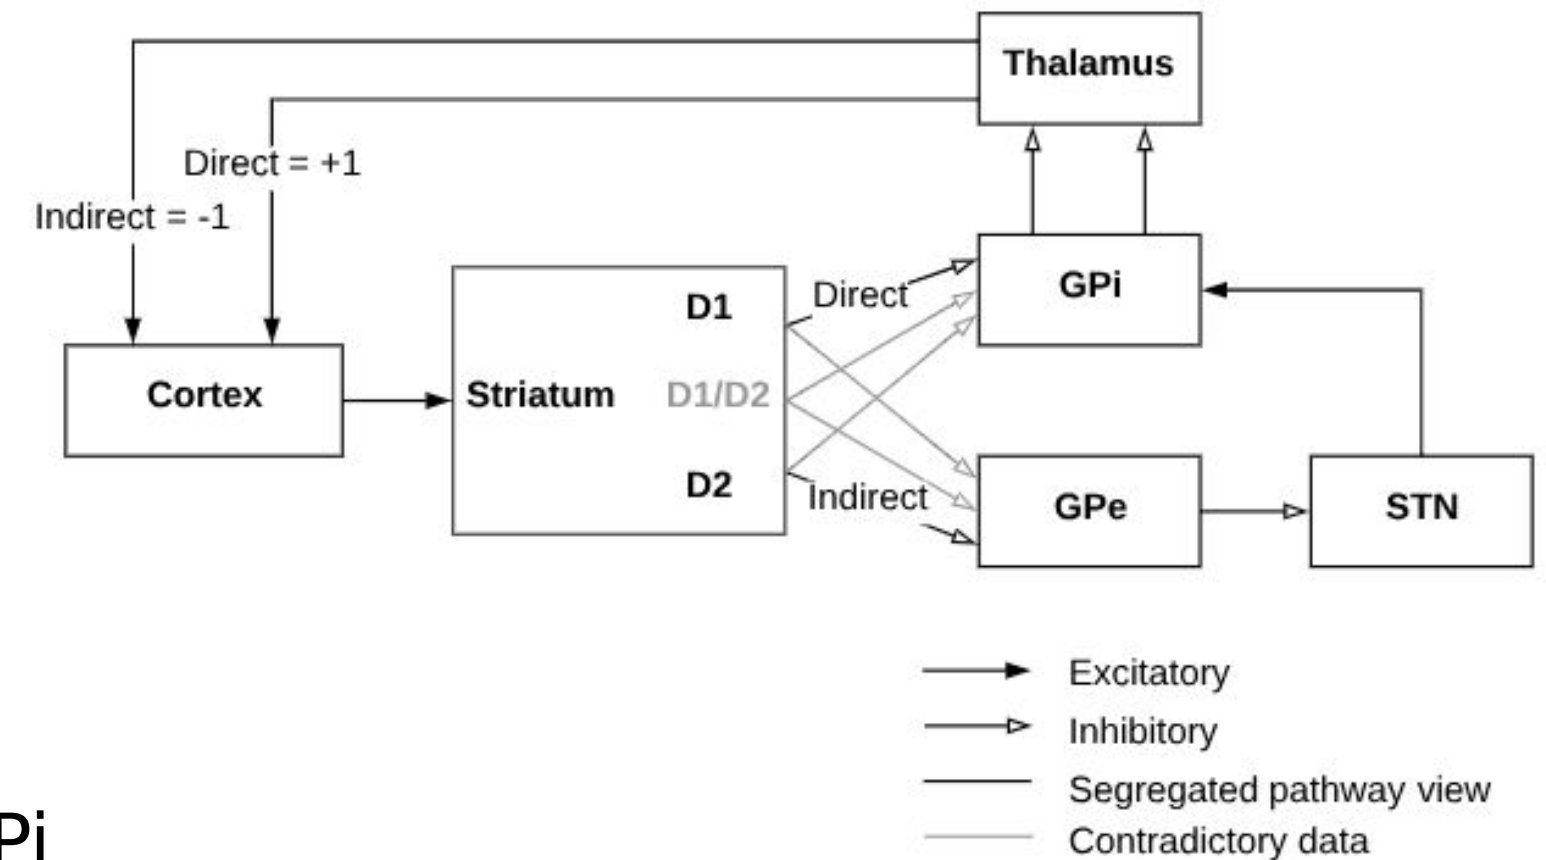 Thalamus
Direct = +1
Indirect = -1
Direct
GPi
D1
Cortex
Striatum
D1/D2
D2
Indirect
GPe
STN
Excitatory
Inhibitory
Segregated pathway view
Contradictory data
Pi